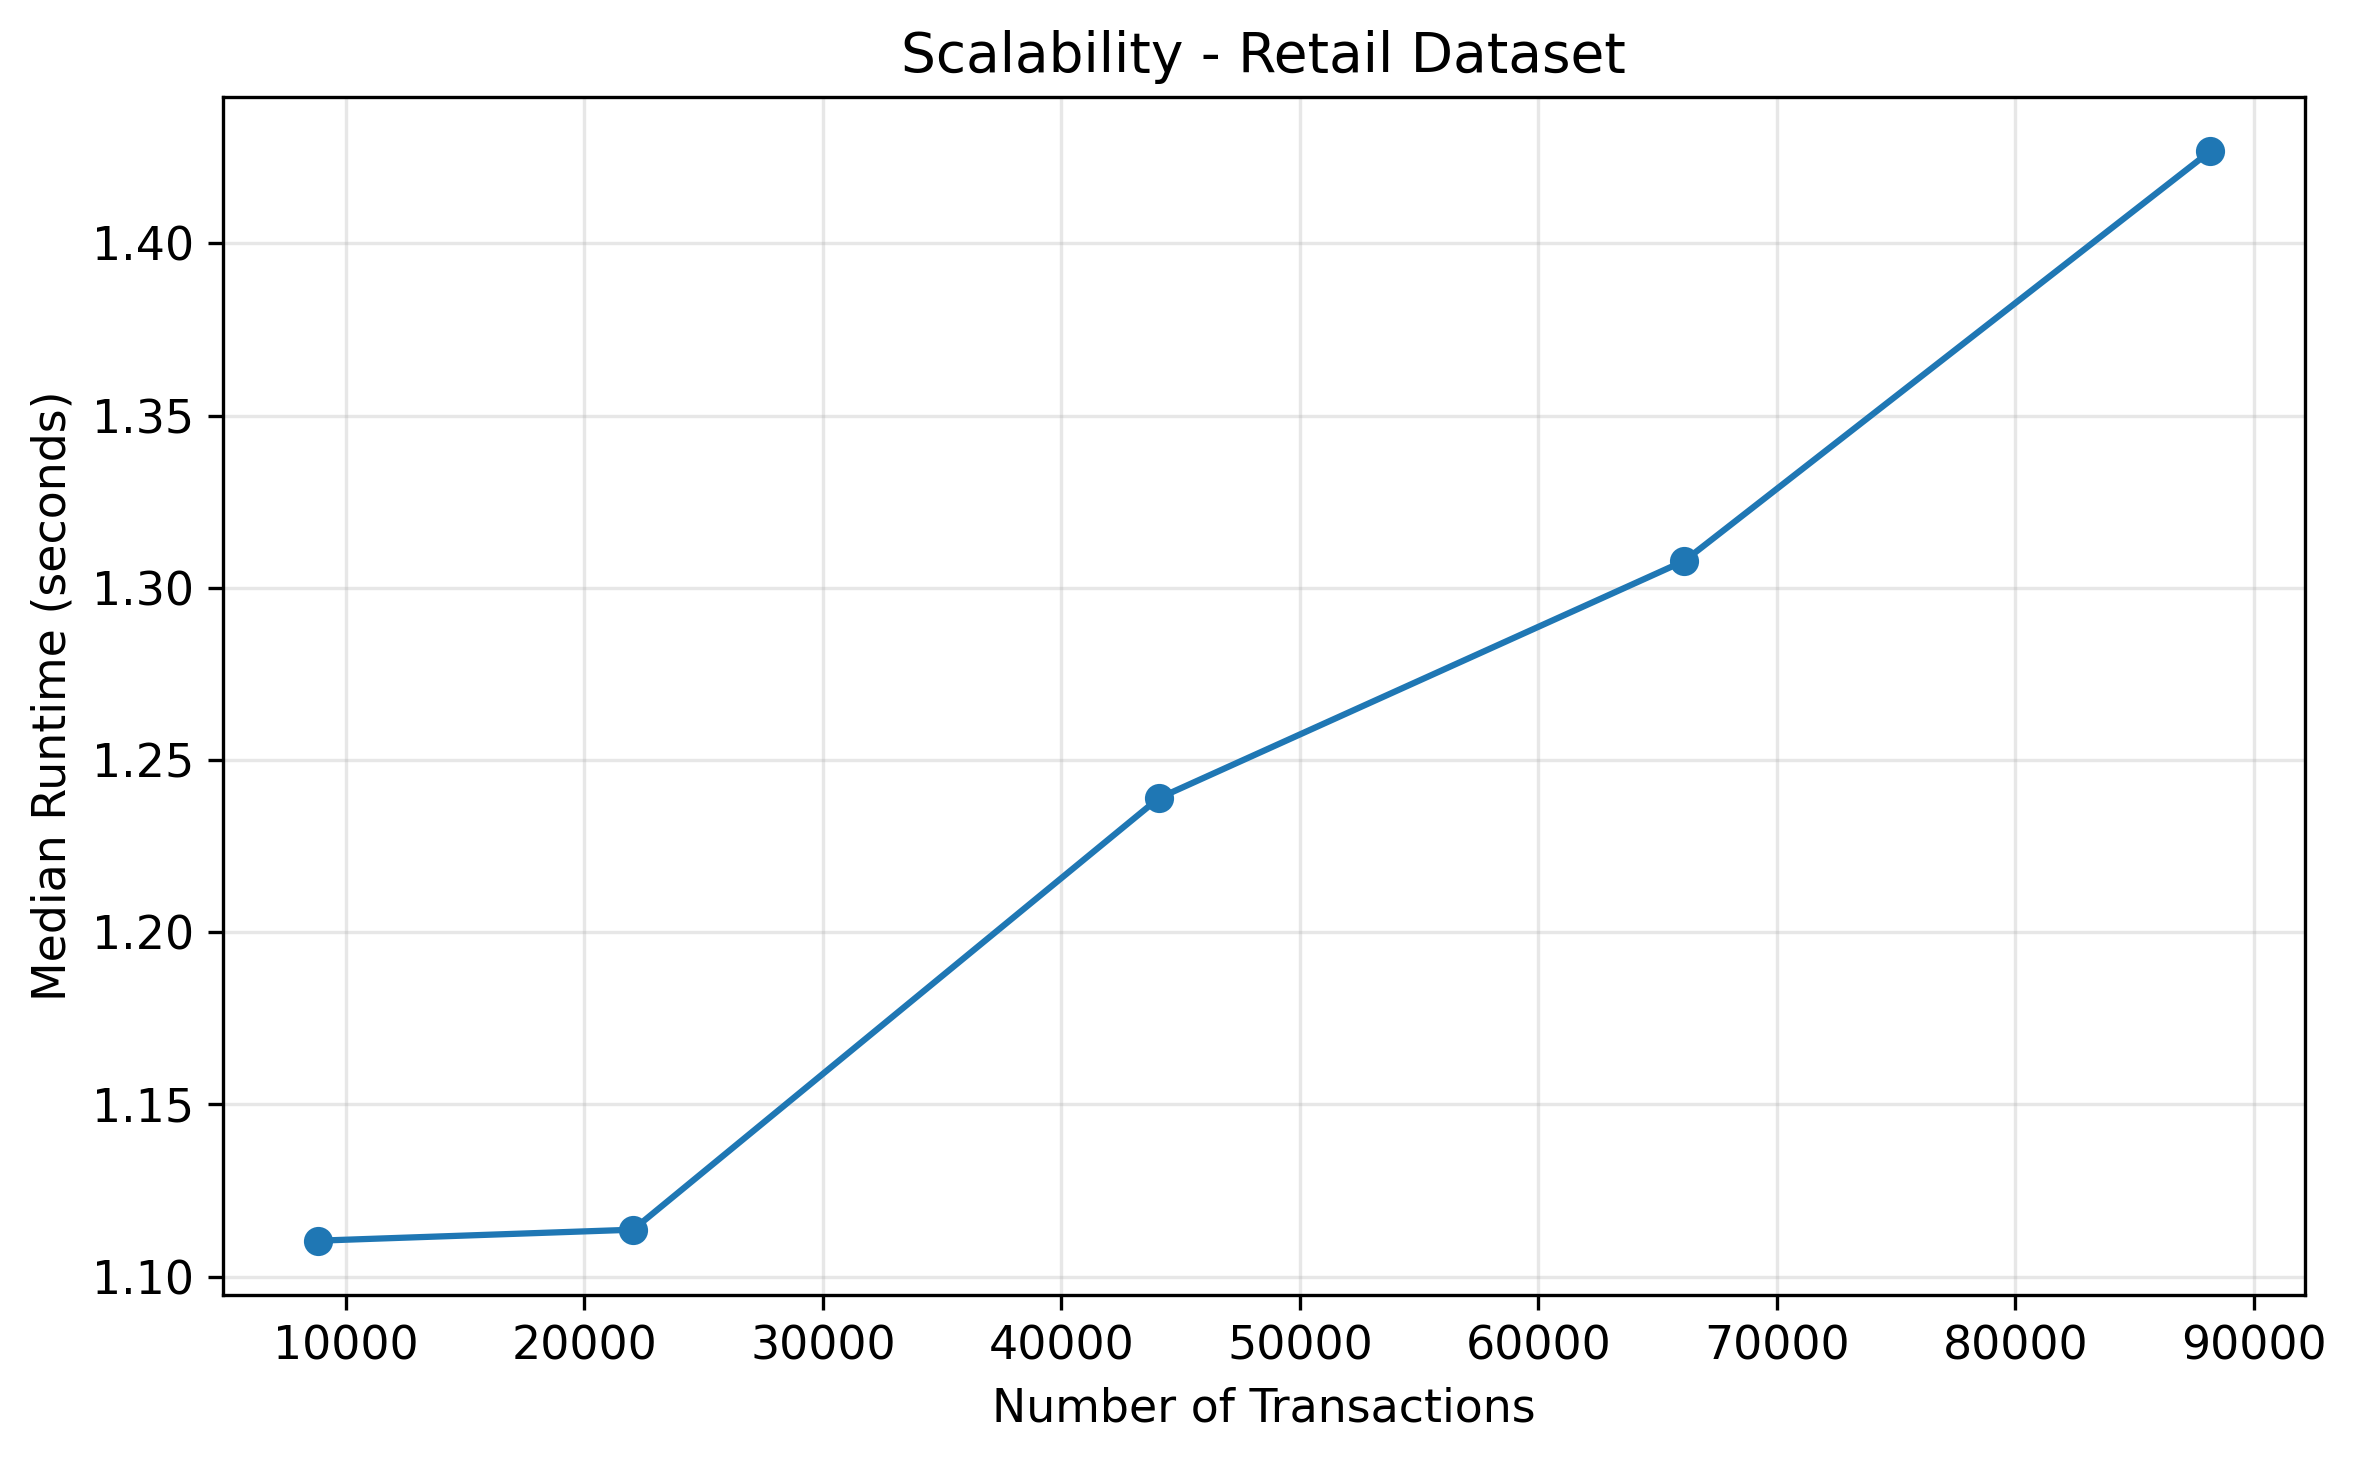 Scalability - Retail Dataset
Median Runtime (seconds)
1.40
1.35
1.30
1.25
1.20
1.15
1.10
10000 20000 30000 40000 50000 60000 70000 80000 90000
Number of Transactions